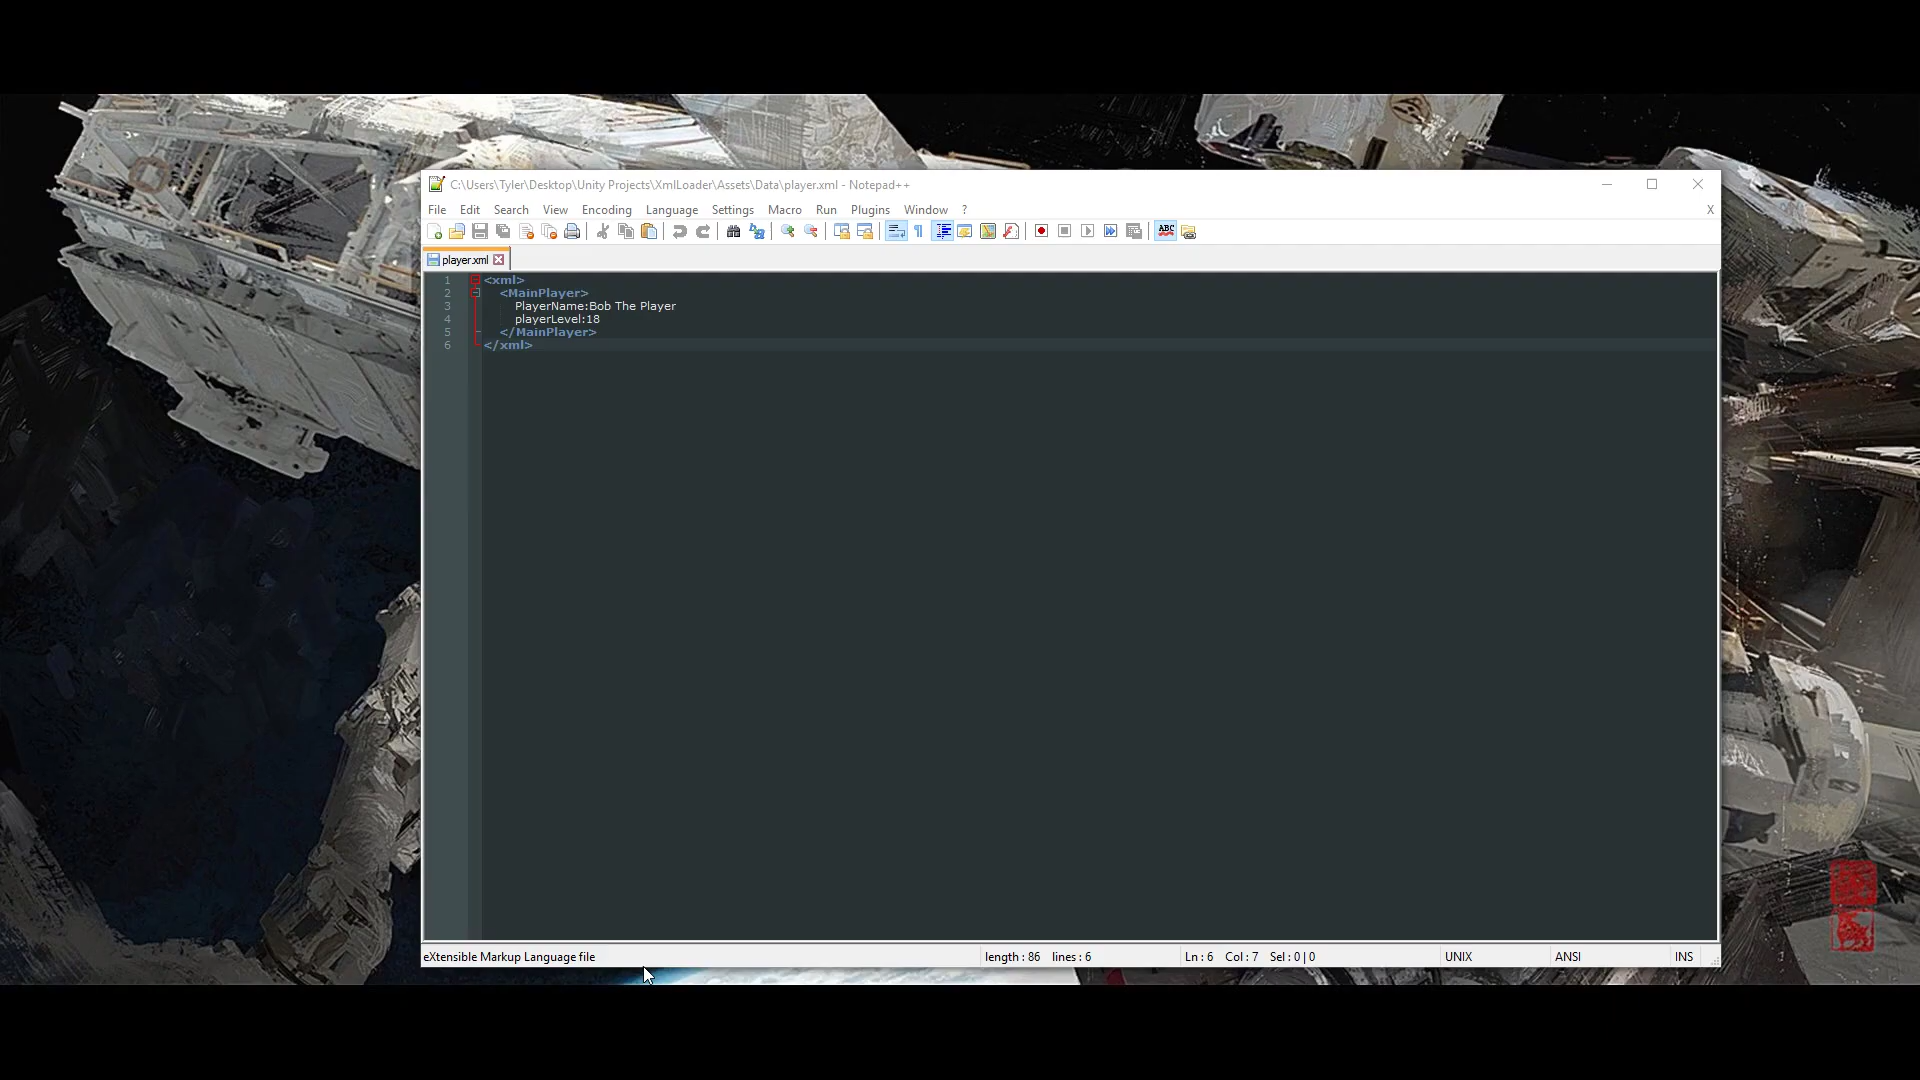 C:\Users\Tyler\Desktop\Unity Projects\XmlLoader\Assets\Data\player.xml - Notepad++
File Edit Search View Encoding Language Settings Macro Run Plugins Window ? X
ABC
player.xml
1 <xml>
2 <MainPlayer>
3 PlayerName:Bob The Player
4 playerLevel:18
5 </MainPlayer>
6 </xml>
eXtensible Markup Language file length : 86 lines : 6 Ln : 6 Col : 7 Sel : 0 | 0 UNIX ANSI INS